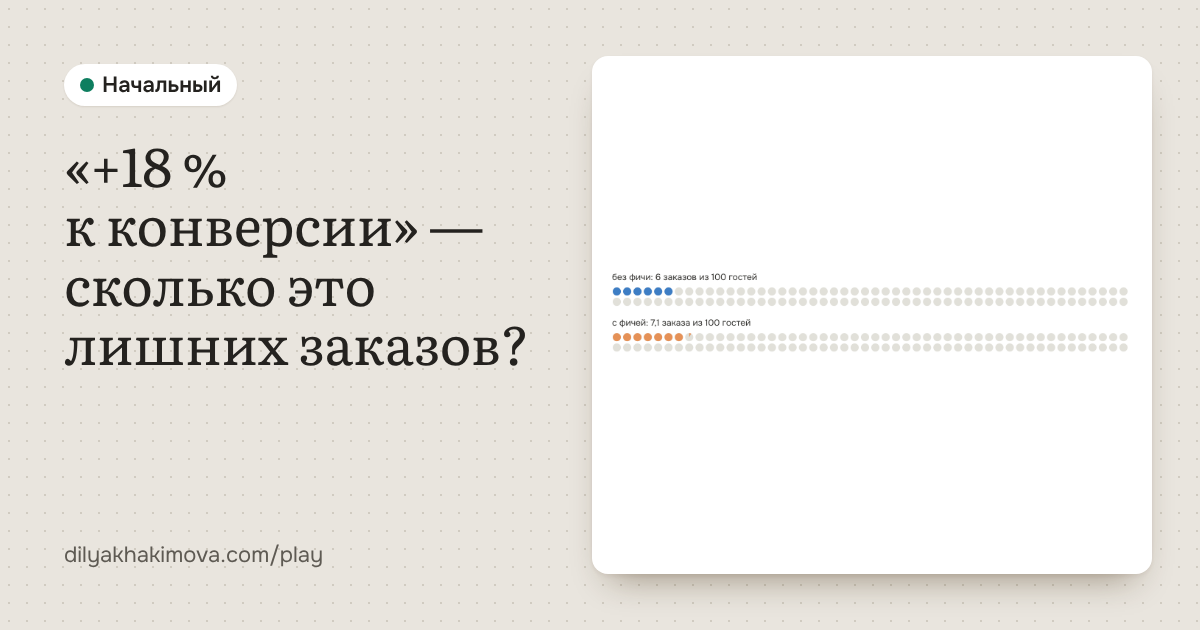 Начальный
«+18 %
к конверсии» —
сколько это
лишних заказов?
dilyakhakimova.com/play
без фичи: 6 заказов из 100 гостей
с фичей: 7,1 заказа из 100 гостей